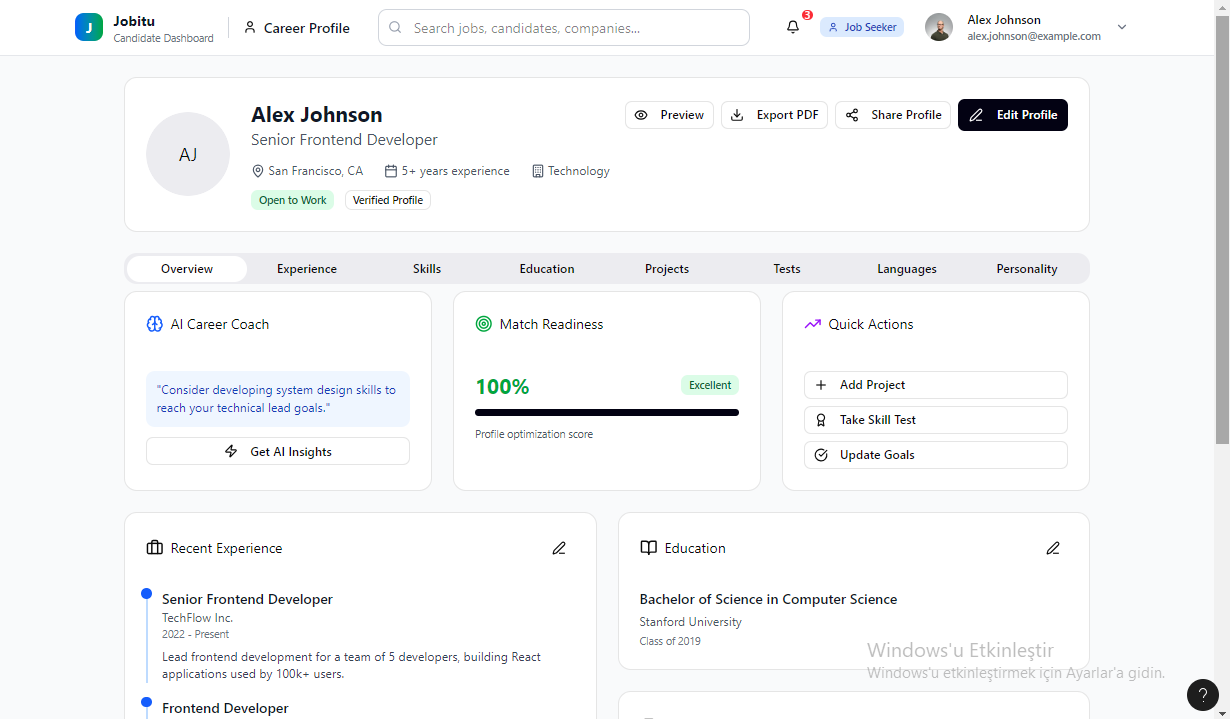 J
Jobitu
Candidate Dashboard
Career Profile
Search jobs, candidates, companies...
3
Job Seeker
Alex Johnson
alex.johnson@example.com
AJ
Alex Johnson
Senior Frontend Developer
San Francisco, CA
5+ years experience
Technology
Open to Work
Verified Profile
Preview
Export PDF
Share Profile
Edit Profile
Overview
Experience
Skills
Education
Projects
Tests
Languages
Personality
AI Career Coach
"Consider developing system design skills to
reach your technical lead goals."
Get AI Insights
Match Readiness
100%
Excellent
Profile optimization score
Quick Actions
Add Project
Take Skill Test
Update Goals
Recent Experience
Senior Frontend Developer
TechFlow Inc.
2022 - Present
Lead frontend development for a team of 5 developers, building React
applications used by 100k+ users.
Frontend Developer
Education
Bachelor of Science in Computer Science
Stanford University
Class of 2019
Windows'u Etkinleştir
Windows'u etkinleştirmek için Ayarlar'a gidin.
?